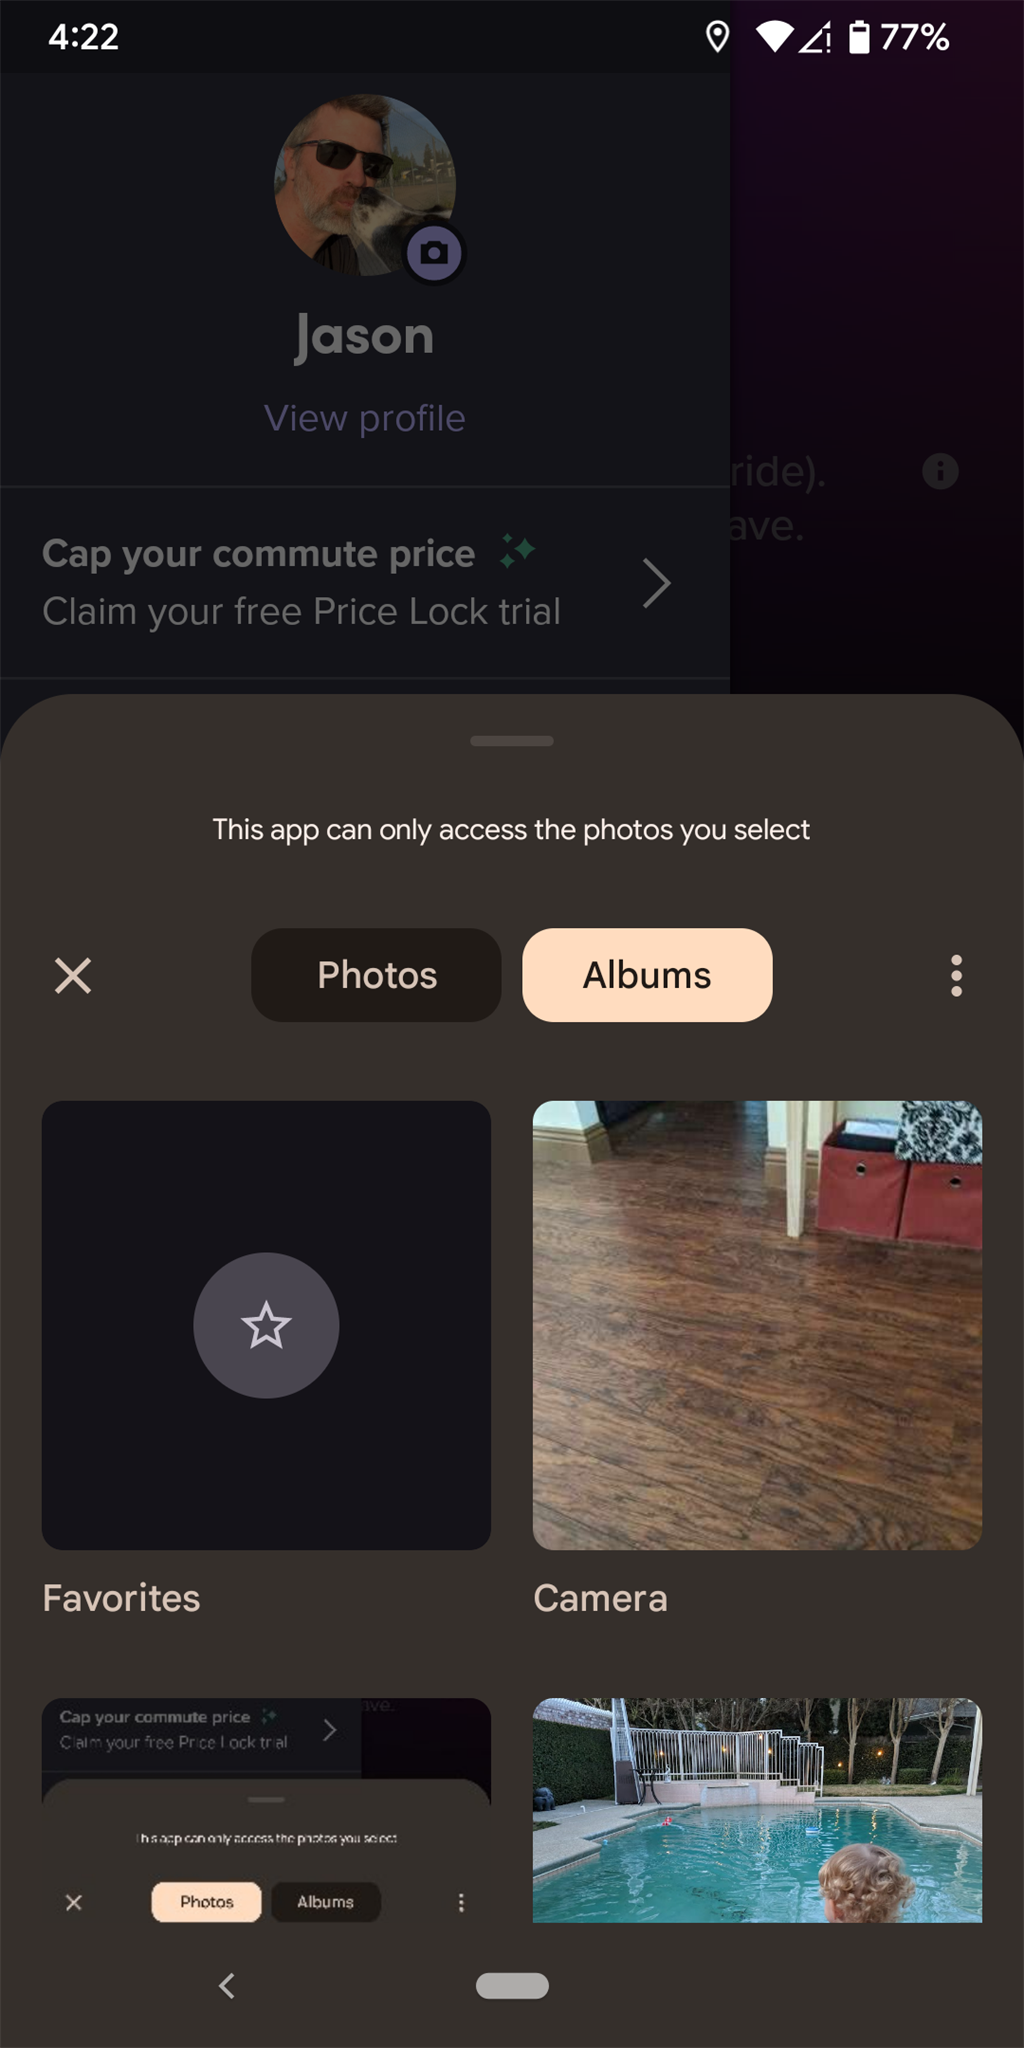 4:22
77%
Jason
View profile
ride).
ave.
Cap your commute price
Claim your free Price Lock trial
This app can only access the photos you select
Photos
Albums
Favorites
Camera
ave.
Cap your commute price
Claim your free Price Lock trial
This app can only access the photos you select
Photos
Albums